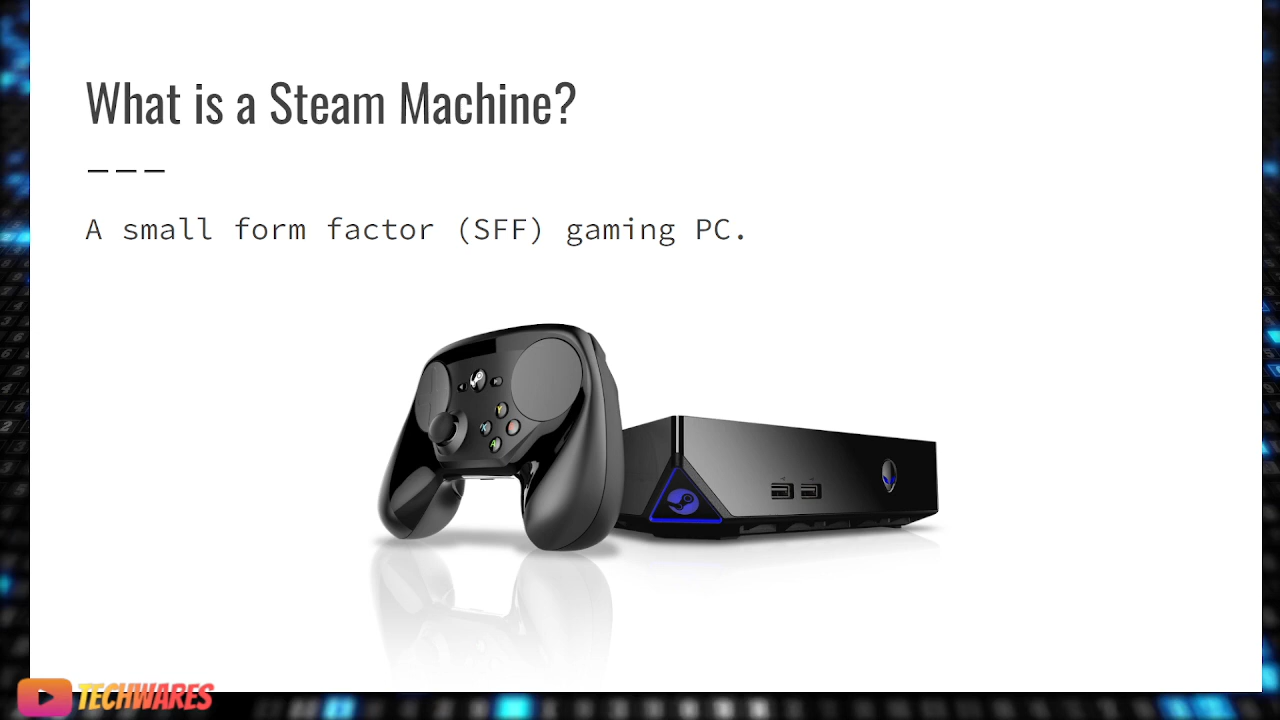 What is a Steam Machine?
———
A small form factor (SFF) gaming PC.
Y
X
B
A
TECHWARES